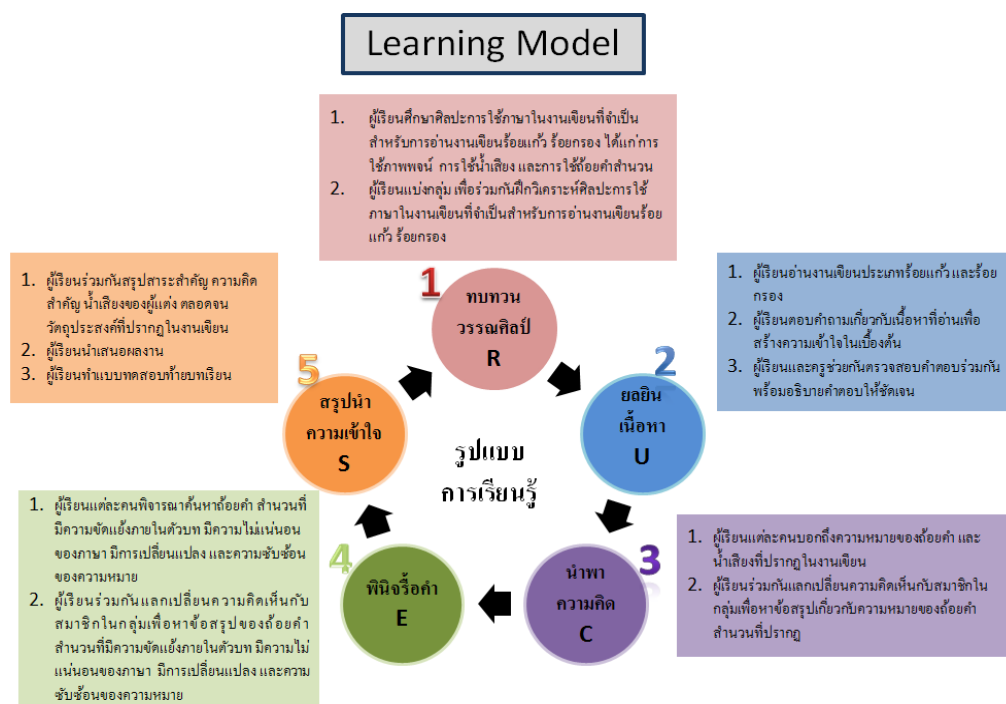 Learning Model
1. ผู้เรียนศึกษาศิลปะการใช้ภาษาในงานเขียนที่จำเป็น
สำหรับการอ่านงานเขียนร้อยแก้ว ร้อยกรอง ได้แก่การ
ใช้ภาพพจน์ การใช้น้ำเสียง และการใช้ถ้อยคำสำนวน
2. ผู้เรียนแบ่งกลุ่ม เพื่อร่วมกันฝึกวิเคราะห์ศิลปะการใช้
ภาษาในงานเขียนที่จำเป็นสำหรับการอ่านงานเขียนร้อย
แก้ว ร้อยกรอง
1
ทบทวน
วรรณศิลป์
R
1. ผู้เรียนอ่านงานเขียนประเภทร้อยแก้ว และร้อย
กรอง
2. ผู้เรียนตอบคำถามเกี่ยวกับเนื้อหาที่อ่านเพื่อ
สร้างความเข้าใจในเบื้องต้น
3. ผู้เรียนและครูช่วยกันตรวจสอบคำตอบร่วมกัน
พร้อมอธิบายคำตอบให้ชัดเจน
2
ยลยิน
เนื้อหา
U
1. ผู้เรียนแต่ละคนบอกถึงความหมายของถ้อยคำ และ
น้ำเสียงที่ปรากฏในงานเขียน
2. ผู้เรียนร่วมกันแลกเปลี่ยนความคิดเห็นกับสมาชิกใน
กลุ่มเพื่อหาข้อสรุปเกี่ยวกับความหมายของถ้อยคำ
สำนวนที่ปรากฏ
3
นำพา
ความคิด
C
1. ผู้เรียนแต่ละคนพิจารณาค้นหาถ้อยคำ สำนวนที่
มีความขัดแย้งภายในตัวบท มีความไม่แน่นอน
ของภาษา มีการเปลี่ยนแปลง และความซับซ้อน
ของความหมาย
2. ผู้เรียนร่วมกันแลกเปลี่ยนความคิดเห็นกับ
สมาชิกในกลุ่มเพื่อหาข้อสรุปของถ้อยคำ
สำนวนที่มีความขัดแย้งภายในตัวบท มีความไม่
แน่นอนของภาษา มีการเปลี่ยนแปลง และความ
ซับซ้อนของความหมาย
4
พินิจรื้อคำ
E
1. ผู้เรียนร่วมกันสรุปสาระสำคัญ ความคิด
สำคัญ น้ำเสียงของผู้แต่ง ตลอดจน
วัตถุประสงค์ที่ปรากฏในงานเขียน
2. ผู้เรียนนำเสนอผลงาน
3. ผู้เรียนทำแบบทดสอบท้ายบทเรียน
5
สรุปนำ
ความเข้าใจ
S
รูปแบบ
การเรียนรู้